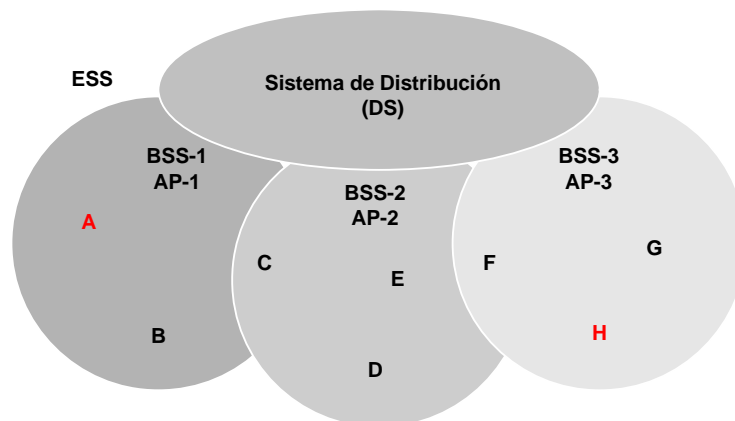 ESS
Sistema de Distribución
(DS)
BSS-1
AP-1
BSS-2
AP-2
BSS-3
AP-3
A
C
E
F
G
B
H
D